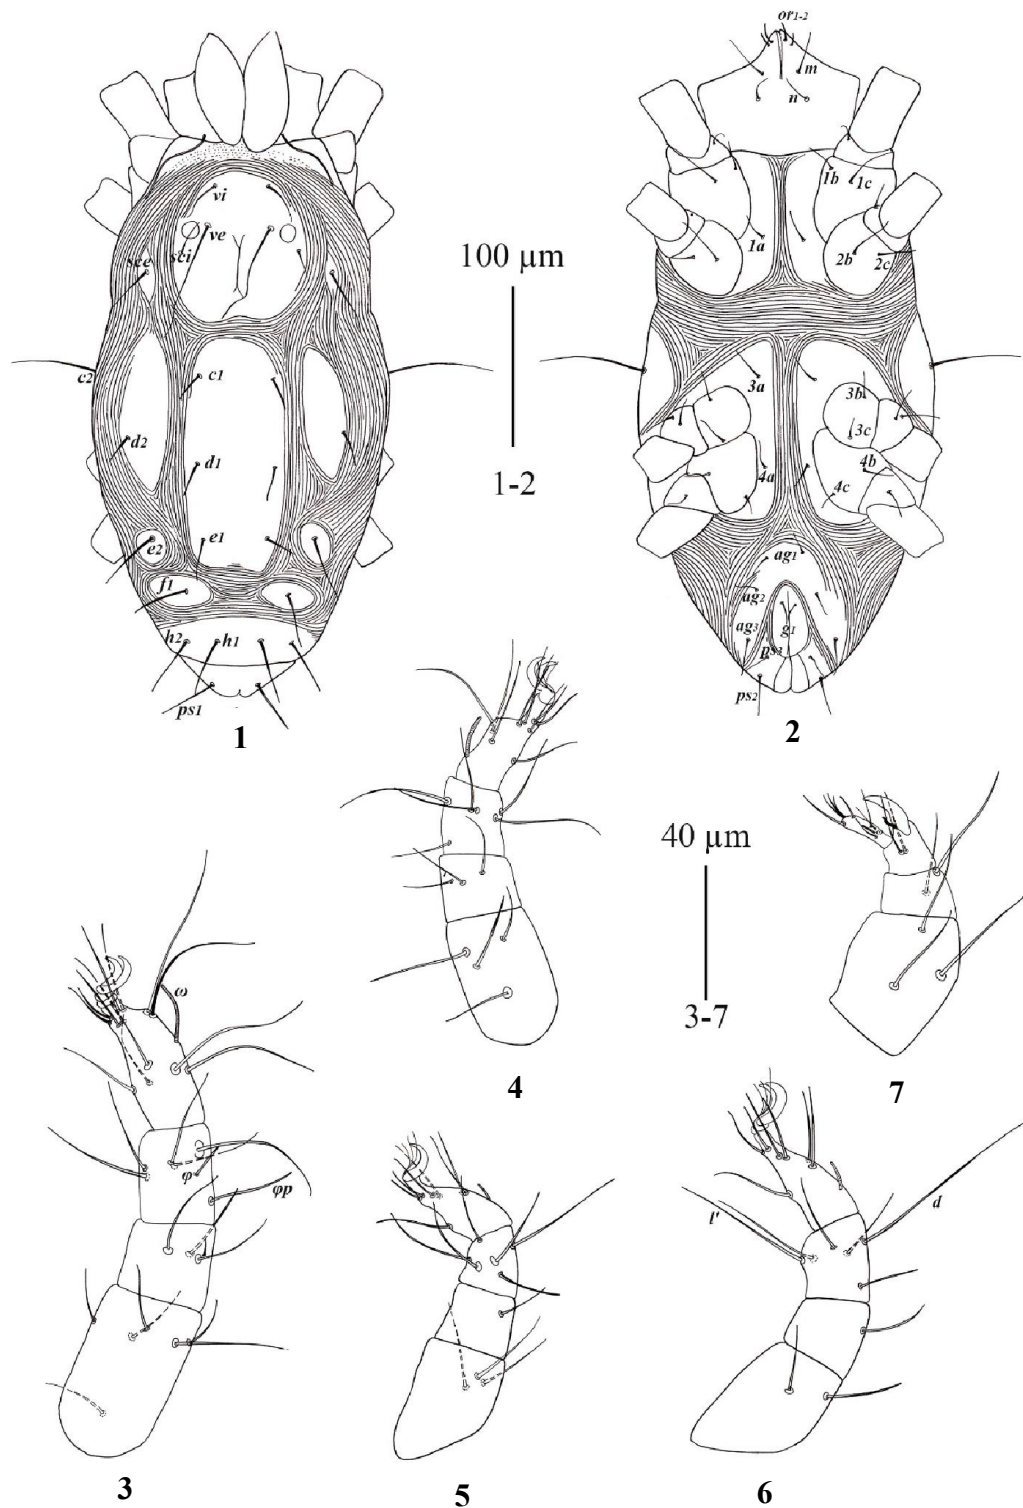 or1-2
m
n
vi
ve
sci
sce
1b
1c
1a
2b
2c
100 µm
1-2
c1
c2
d2
d1
e2
e1
f1
h2
h1
ps1
1
3a
3b
3c
4a
4b
4c
ag1
ag2
ag3
g1
ps3
ps2
2
40 µm
3-7
4
7
ω
φ
φp
l'
d
3
5
6